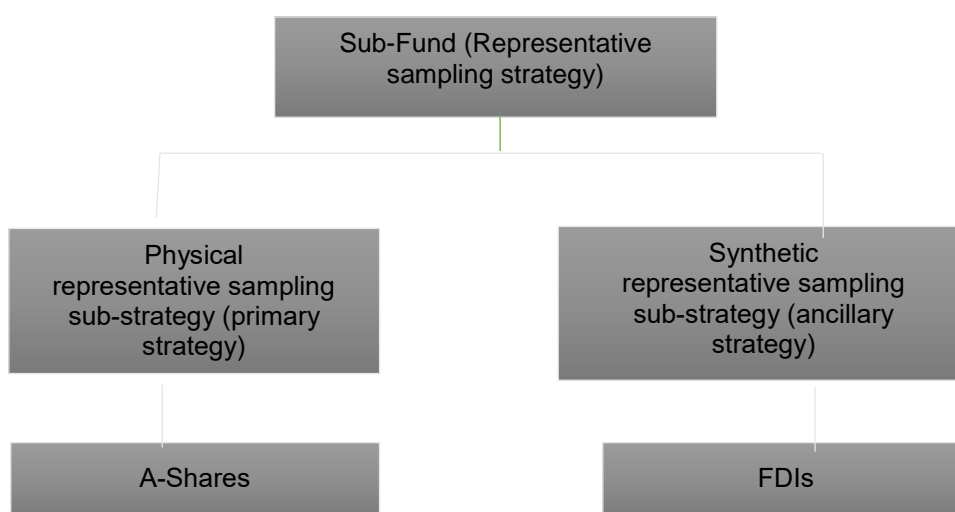 Sub-Fund (Representative
sampling strategy)
Physical
representative sampling
sub-strategy (primary
strategy)
Synthetic
representative sampling
sub-strategy (ancillary
strategy)
A-Shares
FDIs